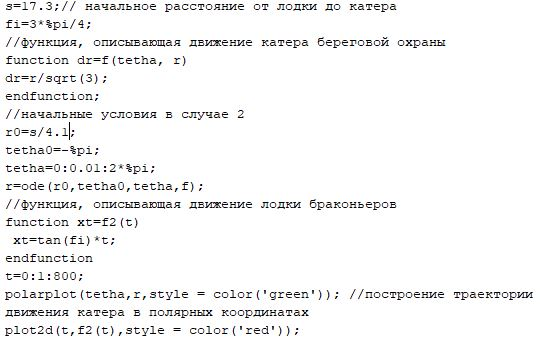 s=17.3;// начальное расстояние от лодки до катера
fi=3*%pi/4;
//функция, описывающая движение катера береговой охраны
function dr=f(tetha, r)
dr=r/sqrt(3);
endfunction;
//начальные условия в случае 2
r0=s/4.1;
tetha0=-%pi;
tetha=0:0.01:2*%pi;
r=ode(r0,tetha0,tetha,f);
//функция, описывающая движение лодки браконьеров
function xt=f2(t)
xt=tan(fi)*t;
endfunction
t=0:1:800;
polarplot(tetha,r,style = color('green')); //построение траектории
движения катера в полярных координатах
plot2d(t,f2(t),style = color('red'));